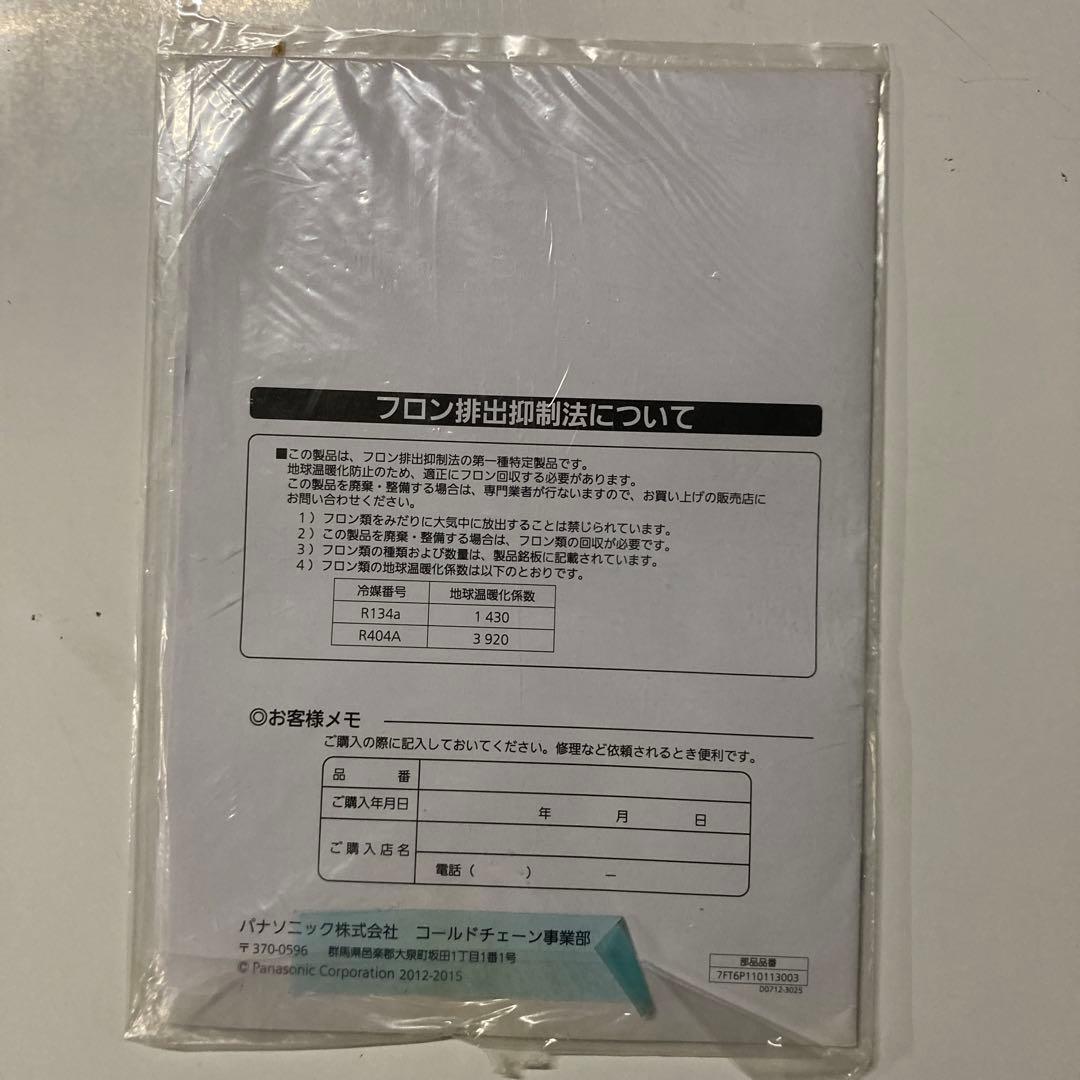 フロン排出抑制法について
■この製品は、フロン排出抑制法の第一種特定製品です。
地球温暖化防止のため、適正にフロン回収する必要があります。
この製品を廃棄・整備する場合は、専門業者が行ないますので、お買い上げの販売店に
お問い合わせください。
1）フロン類をみだりに大気中に放出することは禁じられています。
2）この製品を廃棄・整備する場合は、フロン類の回収が必要です。
3）フロン類の種類および数量は、製品銘板に記載されています。
4）フロン類の地球温暖化係数は以下のとおりです。
冷媒番号 地球温暖化係数
R134a 1 430
R404A 3 920
◎お客様メモ
ご購入の際に記入しておいてください。修理など依頼されるとき便利です。
品番
ご購入年月日 年 月 日
ご購入店名
電話（ ） －
パナソニック株式会社 コールドチェーン事業部
〒370-0596 群馬県邑楽郡大泉町坂田1丁目1番1号
© Panasonic Corporation 2012-2015
部品品番
7FT6P110113003
D0712-3025